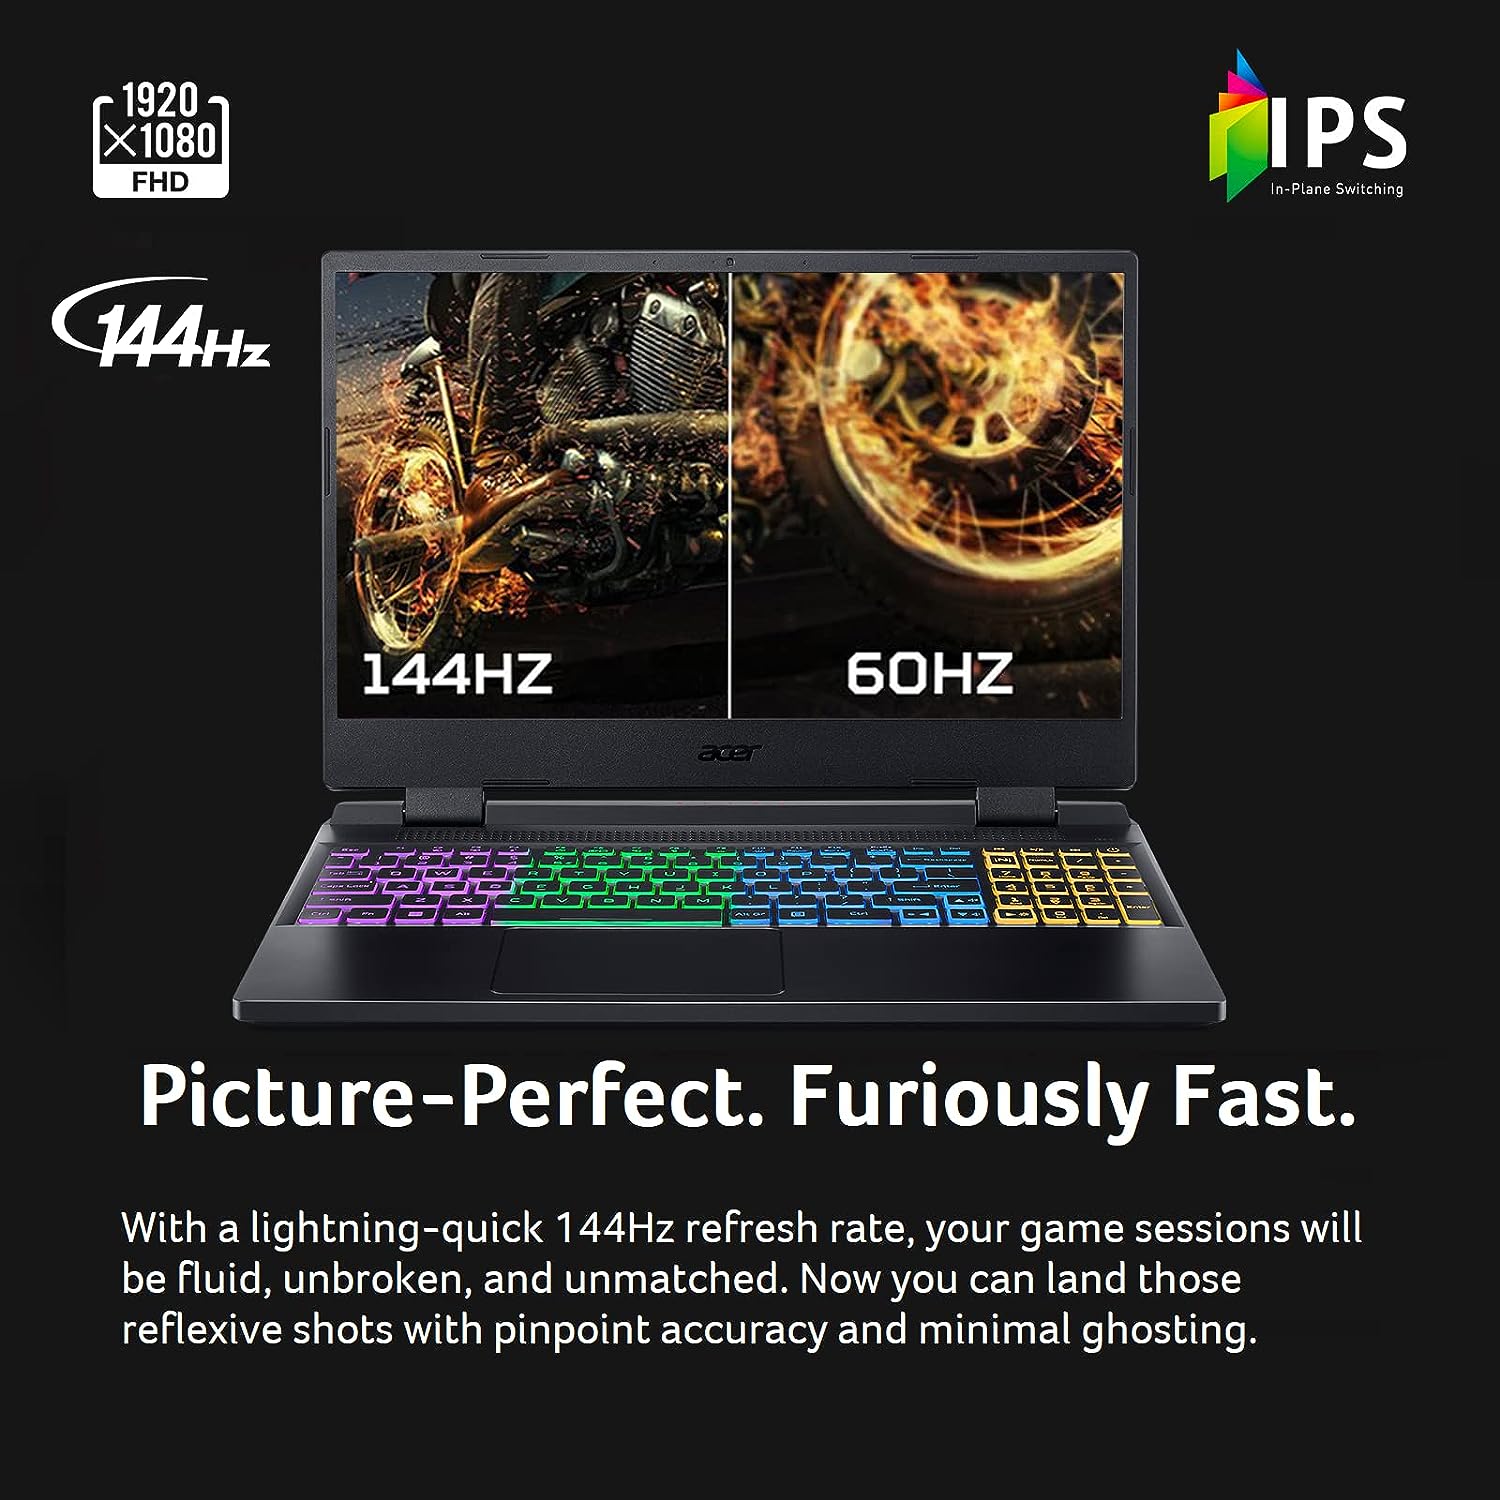 1920
×1080
FHD
IPS
In-Plane Switching
144Hz
144HZ
60HZ
acer
Picture-Perfect. Furiously Fast.
With a lightning-quick 144Hz refresh rate, your game sessions will
be fluid, unbroken, and unmatched. Now you can land those
reflexive shots with pinpoint accuracy and minimal ghosting.